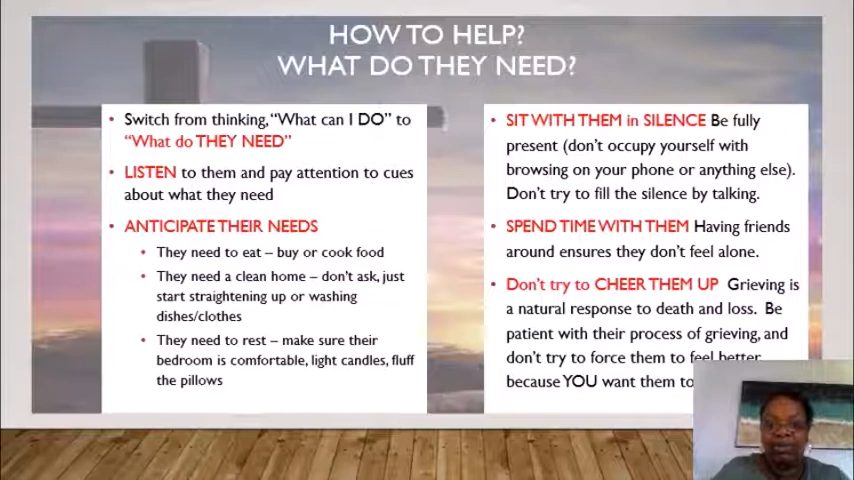 HOW TO HELP?
WHAT DO THEY NEED?
• Switch from thinking, “What can I DO” to
“What do THEY NEED”
• LISTEN to them and pay attention to cues
about what they need
• ANTICIPATE THEIR NEEDS
• They need to eat – buy or cook food
• They need a clean home – don’t ask, just
start straightening up or washing
dishes/clothes
• They need to rest – make sure their
bedroom is comfortable, light candles, fluff
the pillows
• SIT WITH THEM in SILENCE Be fully
present (don’t occupy yourself with
browsing on your phone or anything else).
Don’t try to fill the silence by talking.
• SPEND TIME WITH THEM Having friends
around ensures they don’t feel alone.
• Don’t try to CHEER THEM UP Grieving is
a natural response to death and loss. Be
patient with their process of grieving, and
don’t try to force them to feel better
because YOU want them to